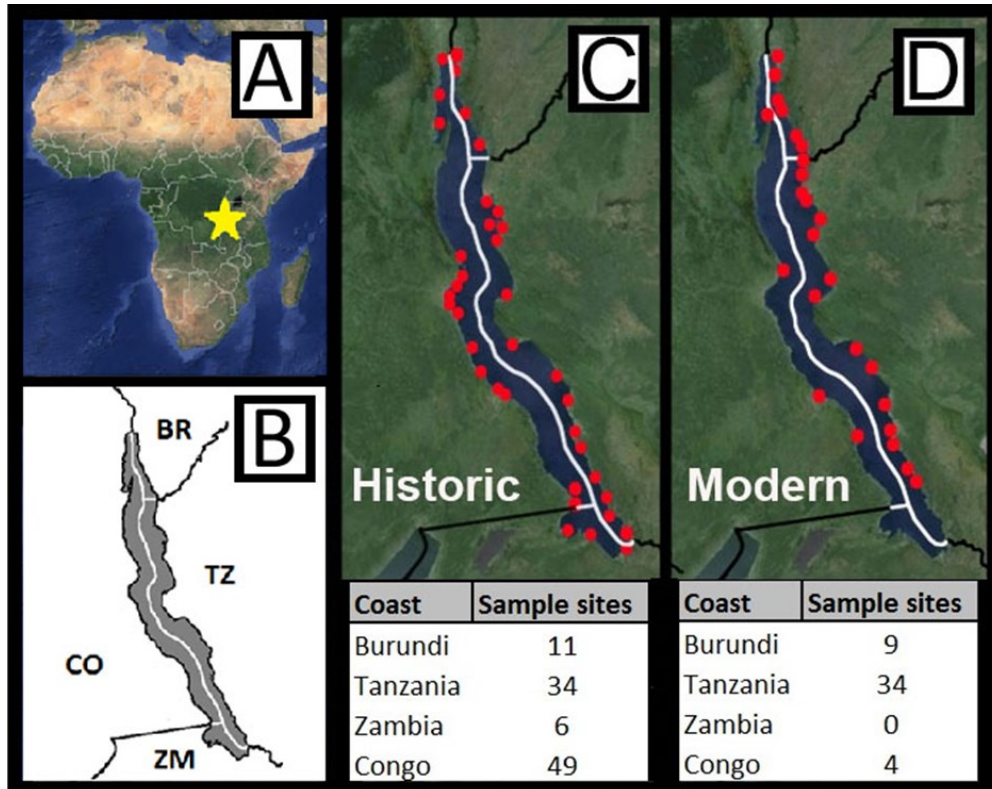 A
B
BR
TZ
CO
ZM
C
Historic
Coast Sample sites
Burundi 11
Tanzania 34
Zambia 6
Congo 49
D
Modern
Coast Sample sites
Burundi 9
Tanzania 34
Zambia 0
Congo 4